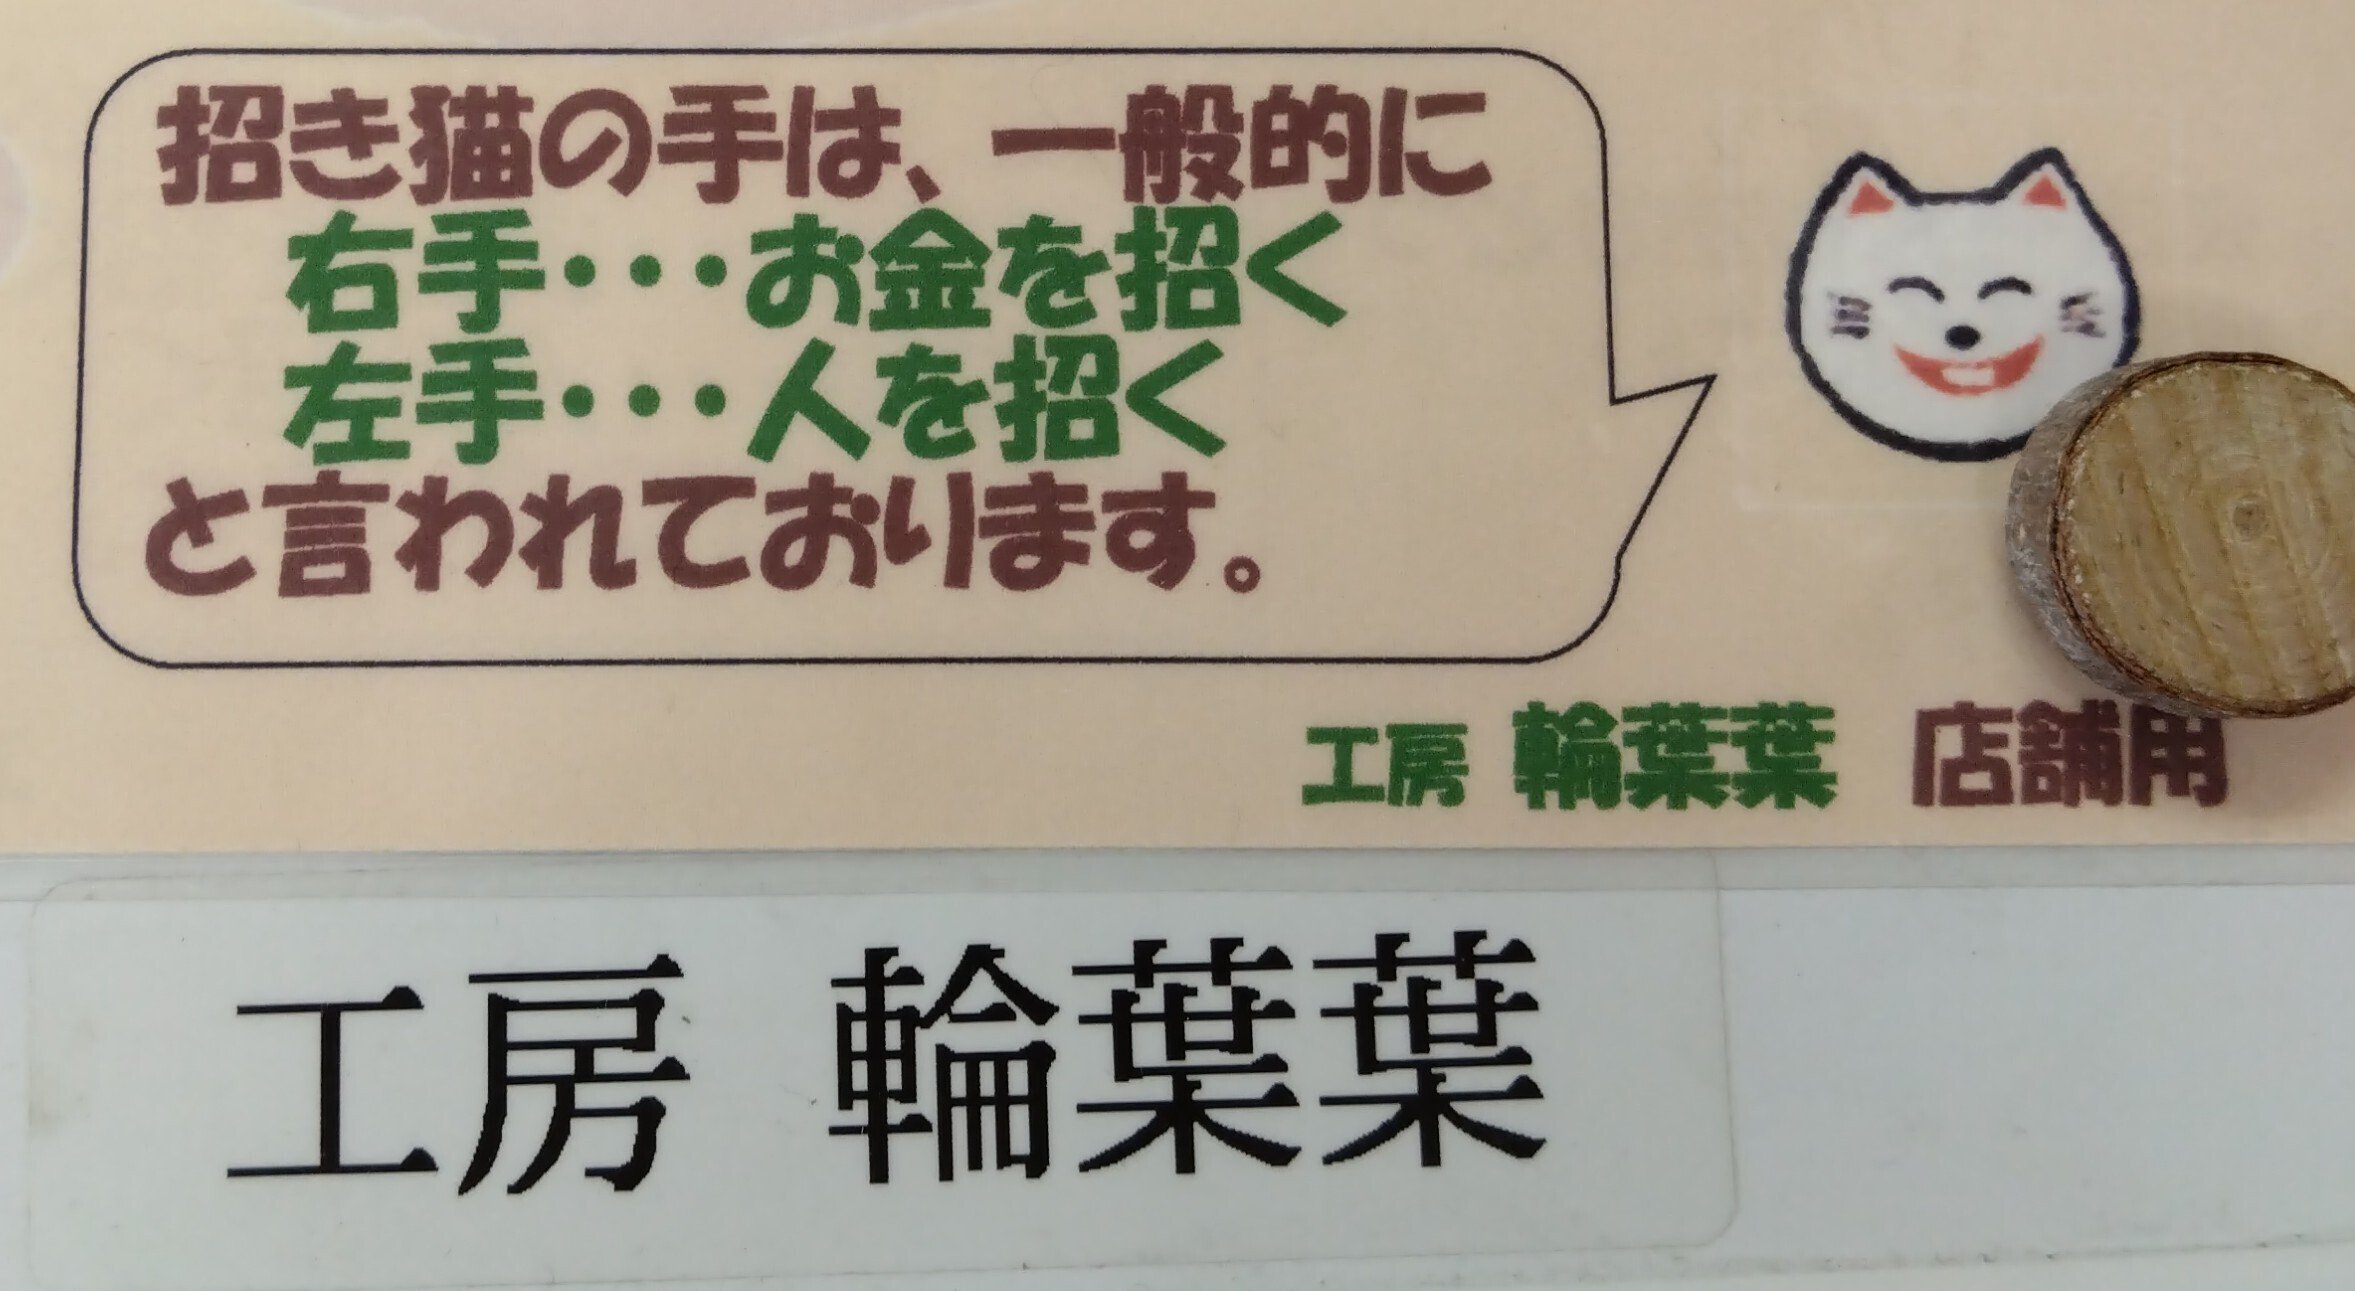 招き猫の手は、一般的に
右手・・・お金を招く
左手・・・人を招く
と言われております。
工房 輪葉葉 店舗用
工房 輪葉葉